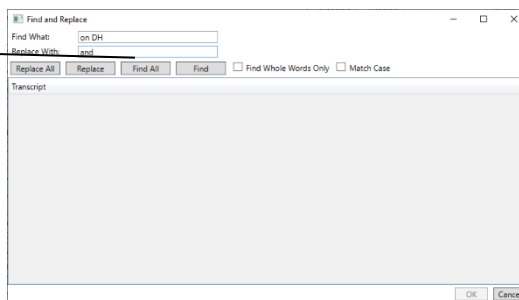 Find and Replace
Find What: on DH
Replace With: and
Replace All Replace Find All Find Find Whole Words Only Match Case
Transcript
OK Cance